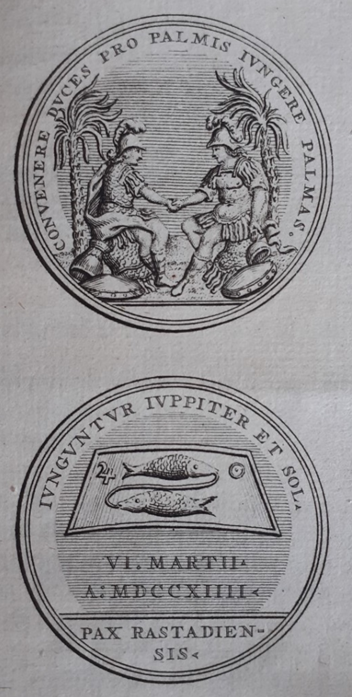 CONVENERE DVCES PRO PALMIS IVNGERE PALMAS.
IVNGVNTVR IVPPITER ET SOL
♃ ☉
VI. MARTII
A: MDCCXIIII
PAX RASTADIEN-
SIS